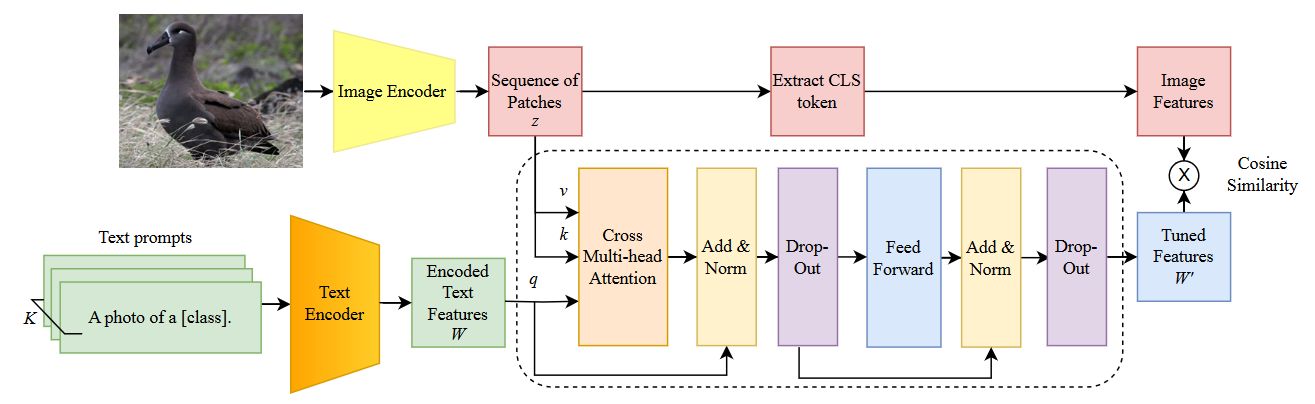 Image Encoder
Sequence of
Patches
z
Extract CLS
token
Image
Features
X
Cosine
Similarity
Text prompts
K
A photo of a [class].
Text
Encoder
Encoded
Text
Features
W
v
k
q
Cross
Multi-head
Attention
Add &
Norm
Drop-
Out
Feed
Forward
Add &
Norm
Drop-
Out
Tuned
Features
W'